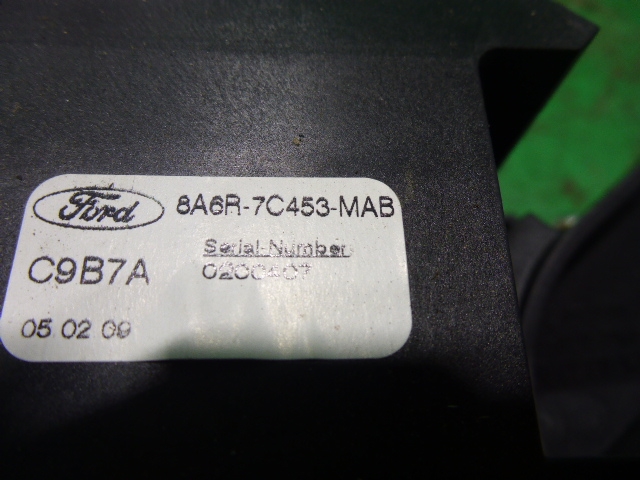 Ford 8A6R-7C453-MAB
C9B7A Serial Number
05 02 09